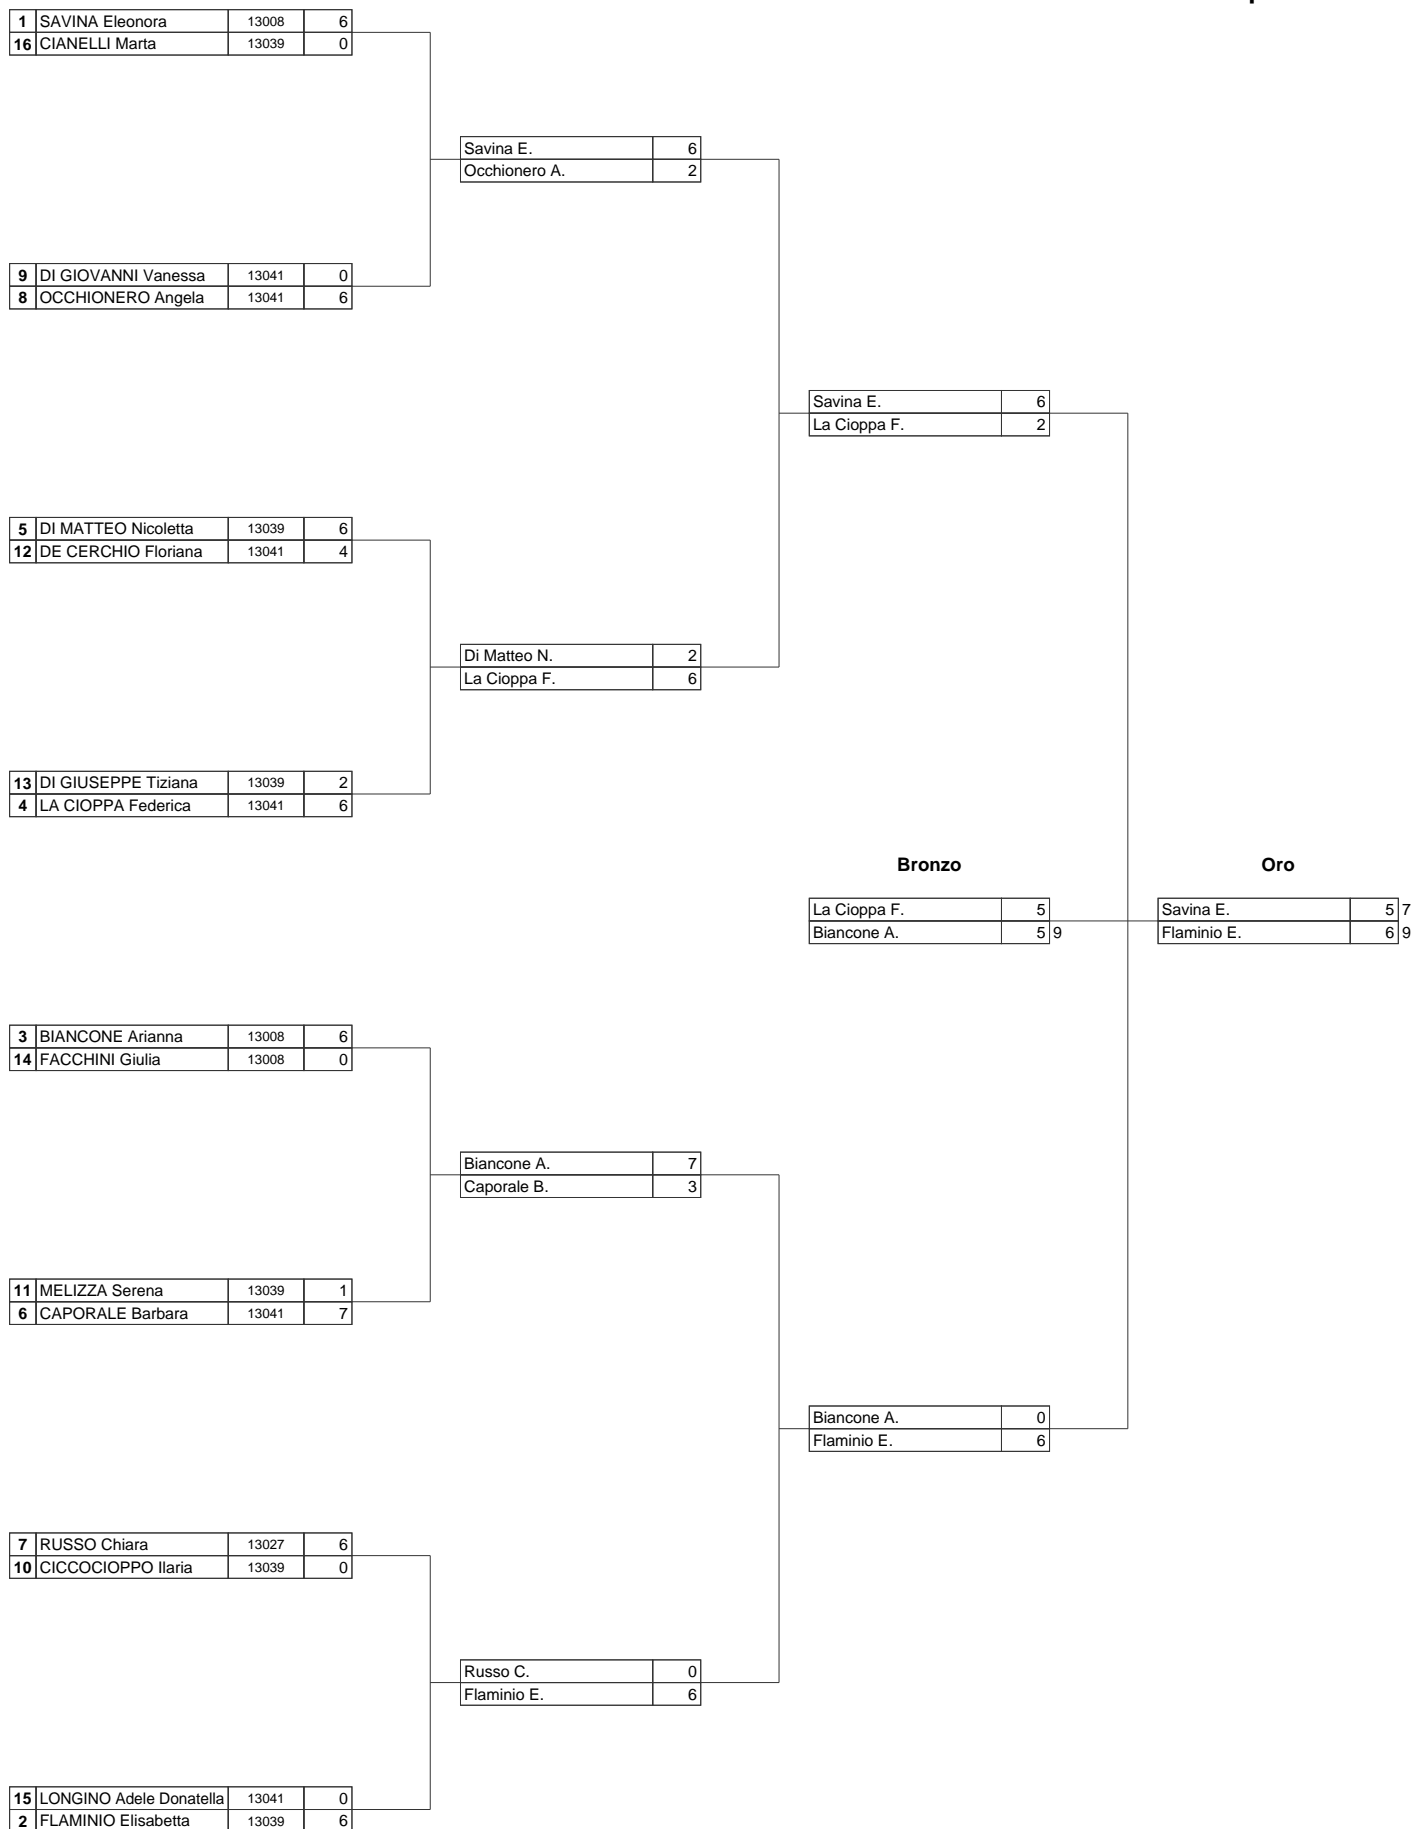 1 SAVINA Eleonora 13008 6
16 CIANELLI Marta 13039 0
Savina E. 6
Occhionero A. 2
9 DI GIOVANNI Vanessa 13041 0
8 OCCHIONERO Angela 13041 6
Savina E. 6
La Cioppa F. 2
5 DI MATTEO Nicoletta 13039 6
12 DE CERCHIO Floriana 13041 4
Di Matteo N. 2
La Cioppa F. 6
13 DI GIUSEPPE Tiziana 13039 2
4 LA CIOPPA Federica 13041 6
Bronzo Oro
La Cioppa F. 5 Savina E. 5 7
Biancone A. 5 9 Flaminio E. 6 9
3 BIANCONE Arianna 13008 6
14 FACCHINI Giulia 13008 0
Biancone A. 7
Caporale B. 3
11 MELIZZA Serena 13039 1
6 CAPORALE Barbara 13041 7
Biancone A. 0
Flaminio E. 6
7 RUSSO Chiara 13027 6
10 CICCOCIOPPO Ilaria 13039 0
Russo C. 0
Flaminio E. 6
15 LONGINO Adele Donatella 13041 0
2 FLAMINIO Elisabetta 13039 6